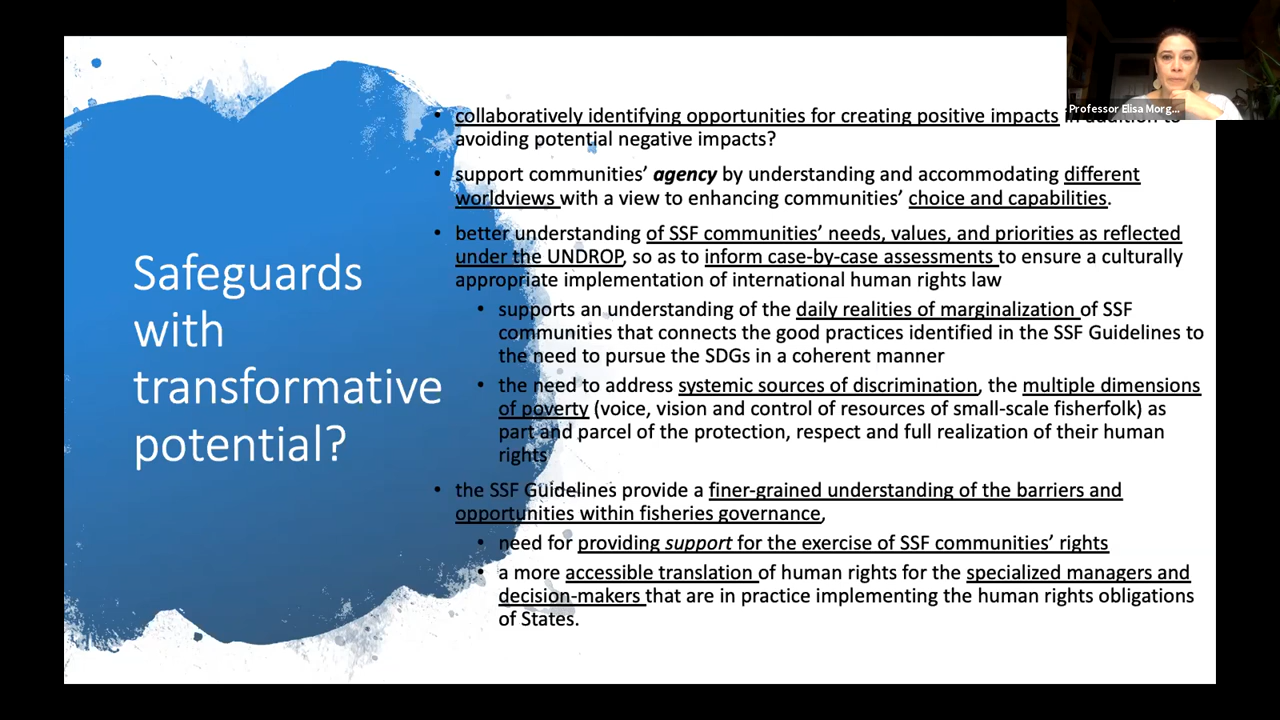 Professor Elisa Morg...
Safeguards
with
transformative
potential?
• collaboratively identifying opportunities for creating positive impacts in addition to
avoiding potential negative impacts?
• support communities’ agency by understanding and accommodating different
worldviews with a view to enhancing communities’ choice and capabilities.
• better understanding of SSF communities’ needs, values, and priorities as reflected
under the UNDROP, so as to inform case-by-case assessments to ensure a culturally
appropriate implementation of international human rights law
• supports an understanding of the daily realities of marginalization of SSF
communities that connects the good practices identified in the SSF Guidelines to
the need to pursue the SDGs in a coherent manner
• the need to address systemic sources of discrimination, the multiple dimensions
of poverty (voice, vision and control of resources of small-scale fisherfolk) as
part and parcel of the protection, respect and full realization of their human
rights
• the SSF Guidelines provide a finer-grained understanding of the barriers and
opportunities within fisheries governance,
• need for providing support for the exercise of SSF communities’ rights
• a more accessible translation of human rights for the specialized managers and
decision-makers that are in practice implementing the human rights obligations
of States.